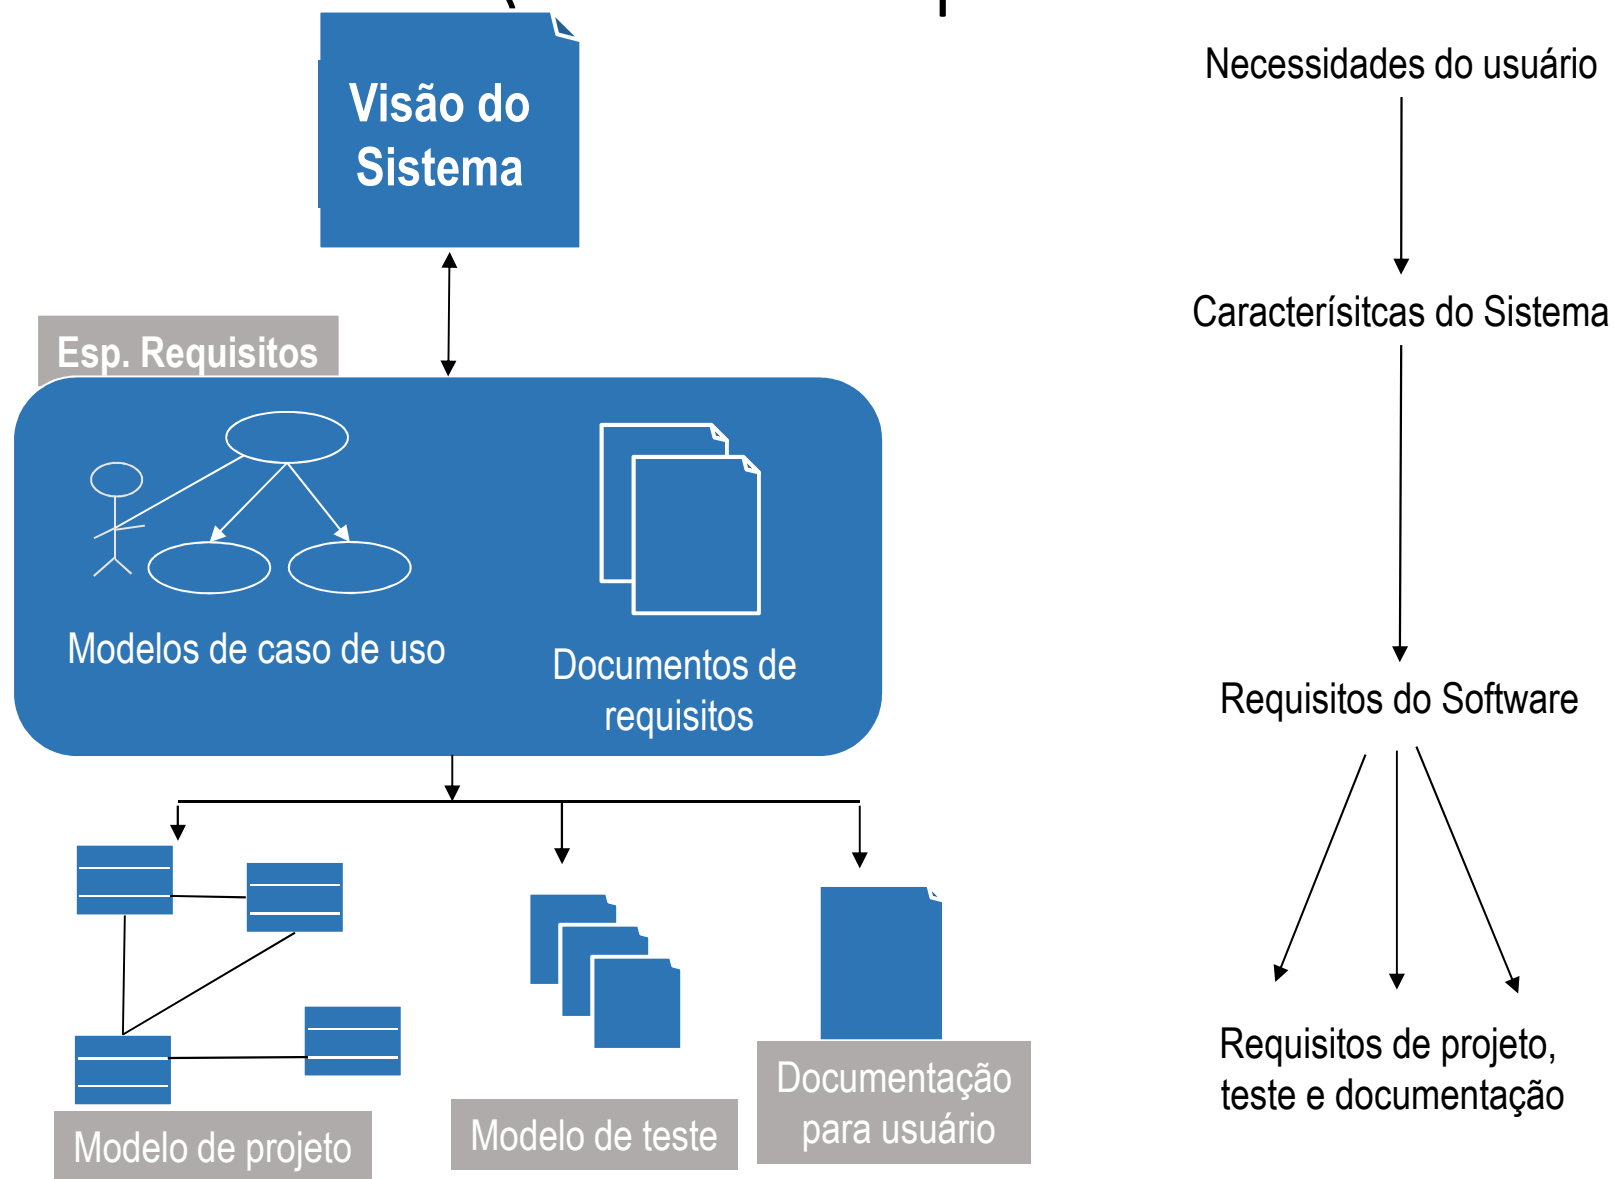 Visão do
Sistema
Esp. Requisitos
Modelos de caso de uso
Documentos de
requisitos
Modelo de projeto
Modelo de teste
Documentação
para usuário
Necessidades do usuário
Caracterísitcas do Sistema
Requisitos do Software
Requisitos de projeto,
teste e documentação